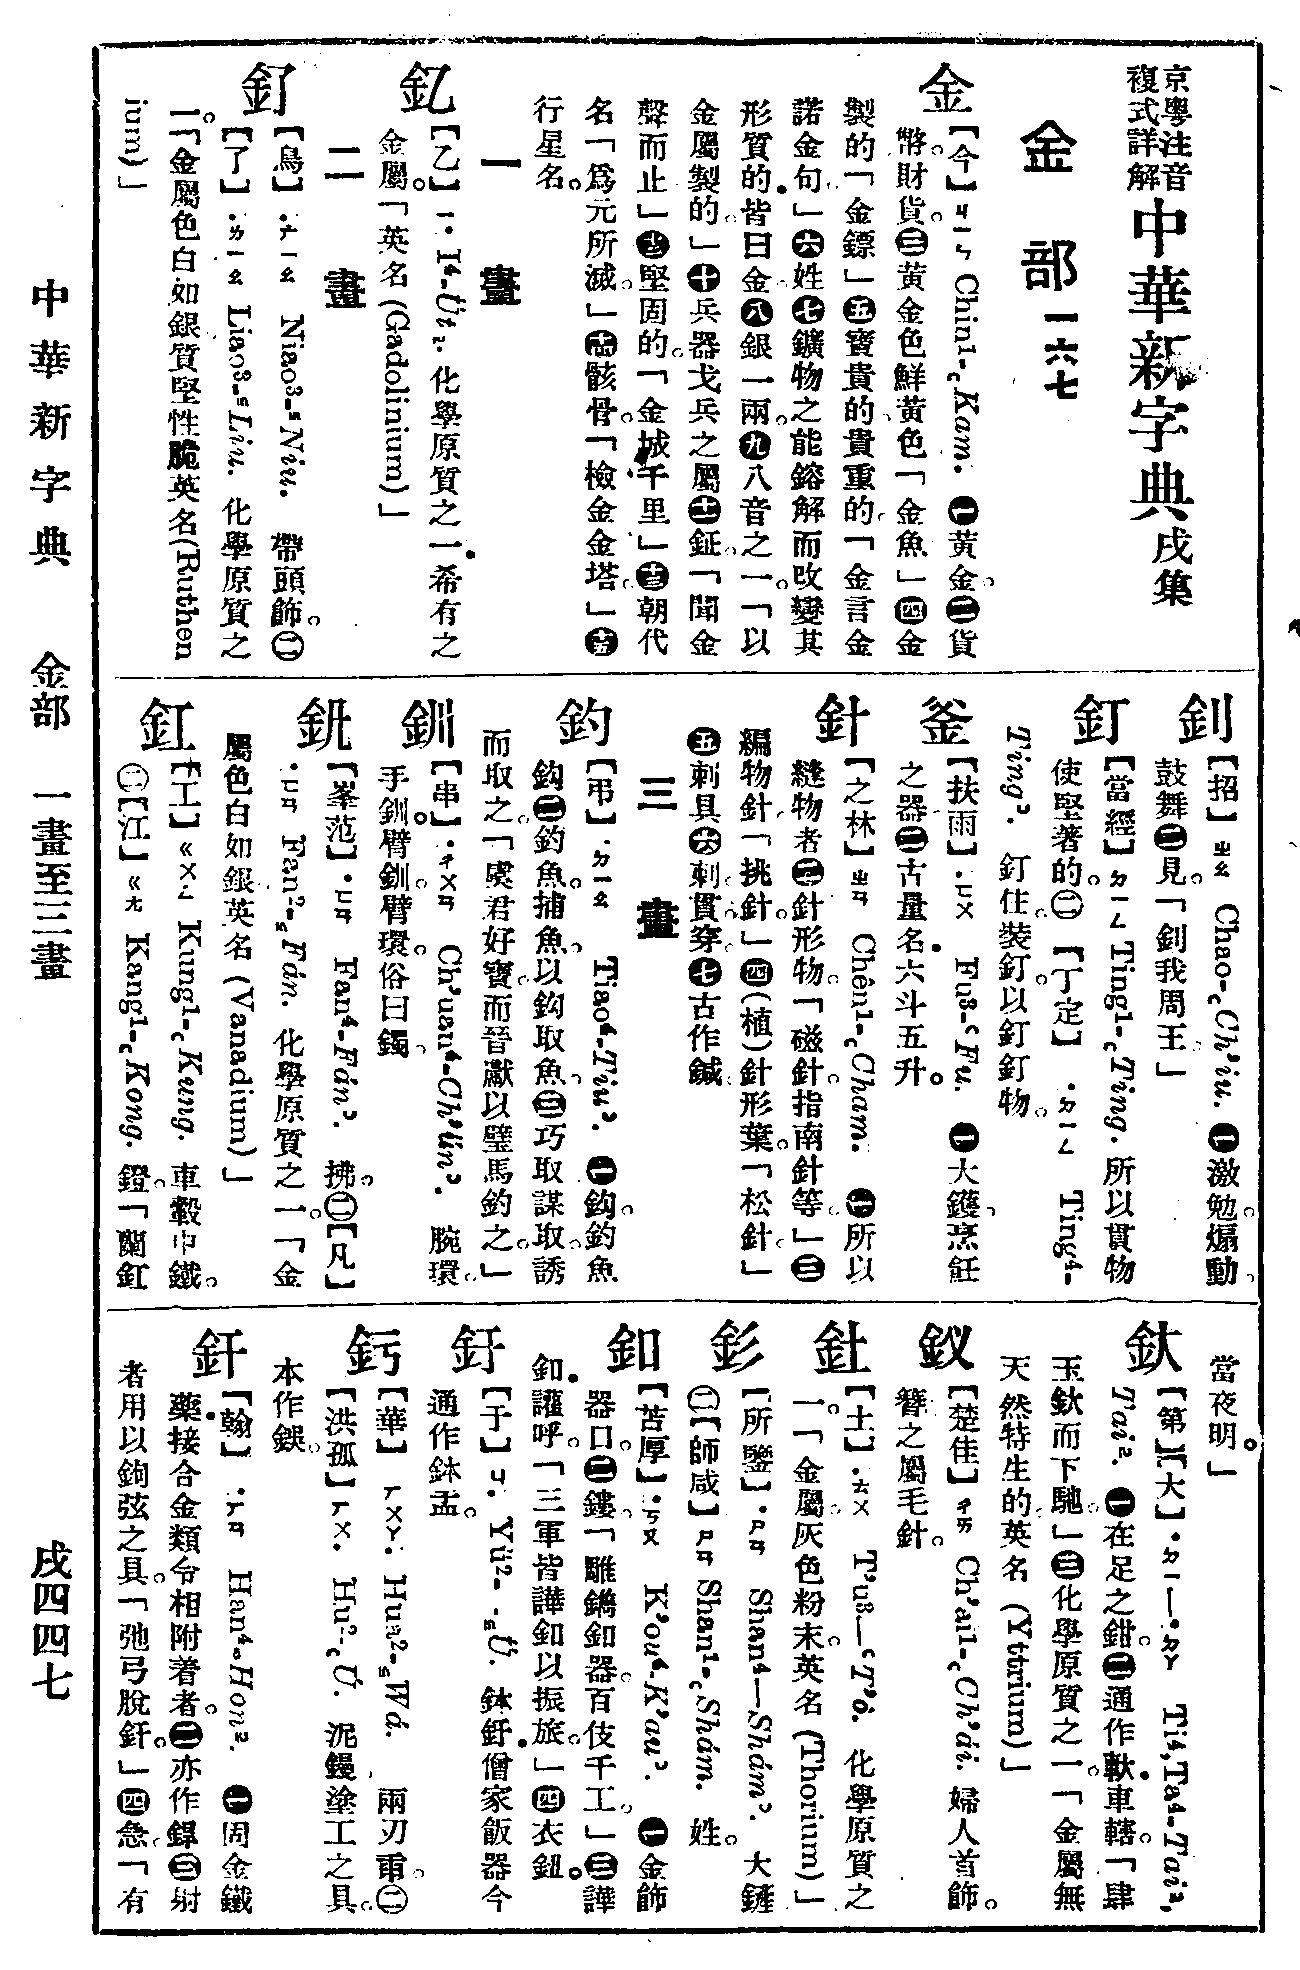 京粵注音
複式詳解
中華新字典戌集
金部一六七
金
【今】ㄐㄧㄣ Chin¹-꜀Kam. ㊀黃金。㊁貨
幣財貨。㊂黃金色鮮黃色「金魚」㊃金
製的「金鏢」㊄寶貴的貴重的。「金言金
諾金句」㊅姓㊆鑛物之能鎔解而改變其
形質的皆曰金㊇銀一兩。㊈八音之一。「以
金屬製的。」㊉兵器戈兵之屬⑪鉦。「聞金
聲而止」⑫堅固的。「金城千里」⑬朝代
名「爲元所滅。」⑭骸骨。「檢金金塔。」⑮
行星名。
一畫
釔
【乙】ㄧ. I⁴-Üt. 化學原質之一希有之
金屬。「英名(Gadolinium)」
二畫
釕
【鳥】.ㄋㄧㄠ Niao³-Niu. 帶頭飾。㊁
【了】.ㄌㄧㄠ Liao³-Liu. 化學原質之
一。「金屬色白如銀質堅性脆英名(Ruthen
ium)」
釗
【招】ㄓㄠ Chao-꜀Ch'iu. ㊀激勉。煽動。
鼓舞㊁見。「釗我周王。」
釘
【當經】ㄉㄧㄥ Ting¹-꜀Ting. 所以貫物
使堅著的。㊁【丁定】.ㄉㄧㄥ Ting⁴-
Ting꜄. 釘住。裝釘。以釘釘物。
釜
【扶雨】.ㄈㄨ Fu³-Fu. ㊀大鑊。烹飪
之器㊁古量名六斗五升。
針
【之林】ㄓㄣ Chên¹-꜀Cham. ㊀所以
縫物者㊁針形物。「磁針。指南針等。」㊂
編物針「挑針。」㊃(植)針形葉。「松針。」
㊄刺具㊅刺。貫。穿。㊆古作鍼。
三畫
釣
【弔】.ㄉㄧㄠ Tiao⁴-Tiu꜄. ㊀鈎。釣魚
鈎㊁釣魚。捕魚。以鈎取魚。㊂巧取謀取。誘
而取之。「虞君好寶。而晉獻以璧馬釣之。」
釧
【串】.ㄔㄨㄢ Ch'uan⁴-Ch'ün꜄. 腕環。
手釧。臂釧。臂環。俗曰鐲。
釩
【峯范】.ㄈㄢ Fan⁴-Fán꜄. 拂。㊁【凡】
.ㄈㄢ Fan²-Fán. 化學原質之一。「金
屬色白如銀英名(Vanadium)」
釭
【工】ㄍㄨㄥ Kung¹-꜀Kung. 車轂中鐵。
㊁【江】ㄍㄤ Kang¹-꜀Kong. 鐙。「蘭釭
當夜明。」
釱
【第】【大】.ㄉㄧ—.ㄉㄚ Ti⁴,Ta⁴-Tai²,
Tai². ㊀在足之鉗。㊁通作軑車轄。「肆
玉釱而下馳。」㊂化學原質之一。「金屬無
天然特生的。英名(Yttrium)」
釵
【楚佳】ㄔㄞ Ch'ai¹-꜀Ch'ái. 婦人首飾。
簪之屬毛針。
釷
【土】.ㄊㄨ T'u³—T'ó. 化學原質之
一。「金屬。灰色粉末。英名(Thorium)」
釤
【所鑒】.ㄕㄢ Shan⁴—Shám꜄. 大鏟
㊁【師咸】ㄕㄢ Shan¹-꜀Shám. 姓。
釦
【苦厚】.ㄎㄡ K'ou⁴-K'au꜄. ㊀金飾
器口。㊁鏤。「雕鐫釦器。百伎千工。」㊂譁
釦。讙呼。「三軍皆譁釦以振旅。」㊃衣鈕。
釪
【于】ㄩ. Yü²-Ü. 鉢釪。僧家飯器今
通作鉢盂。
釫
【華】ㄏㄨㄚ. Hua²-Wá. 兩刃臿。㊁
【洪孤】ㄏㄨ. Hu²-Ú. 泥鏝塗工之具。
本作鋘。
釬
【翰】.ㄏㄢ Han⁴-Hon². ㊀固金鐵
藥。接合金類令相附着者。㊁亦作銲㊂射
者用以鉤弦之具。「弛弓脫釬。」㊃急。「有
中華新字典　金部　一畫至三畫　戌四四七